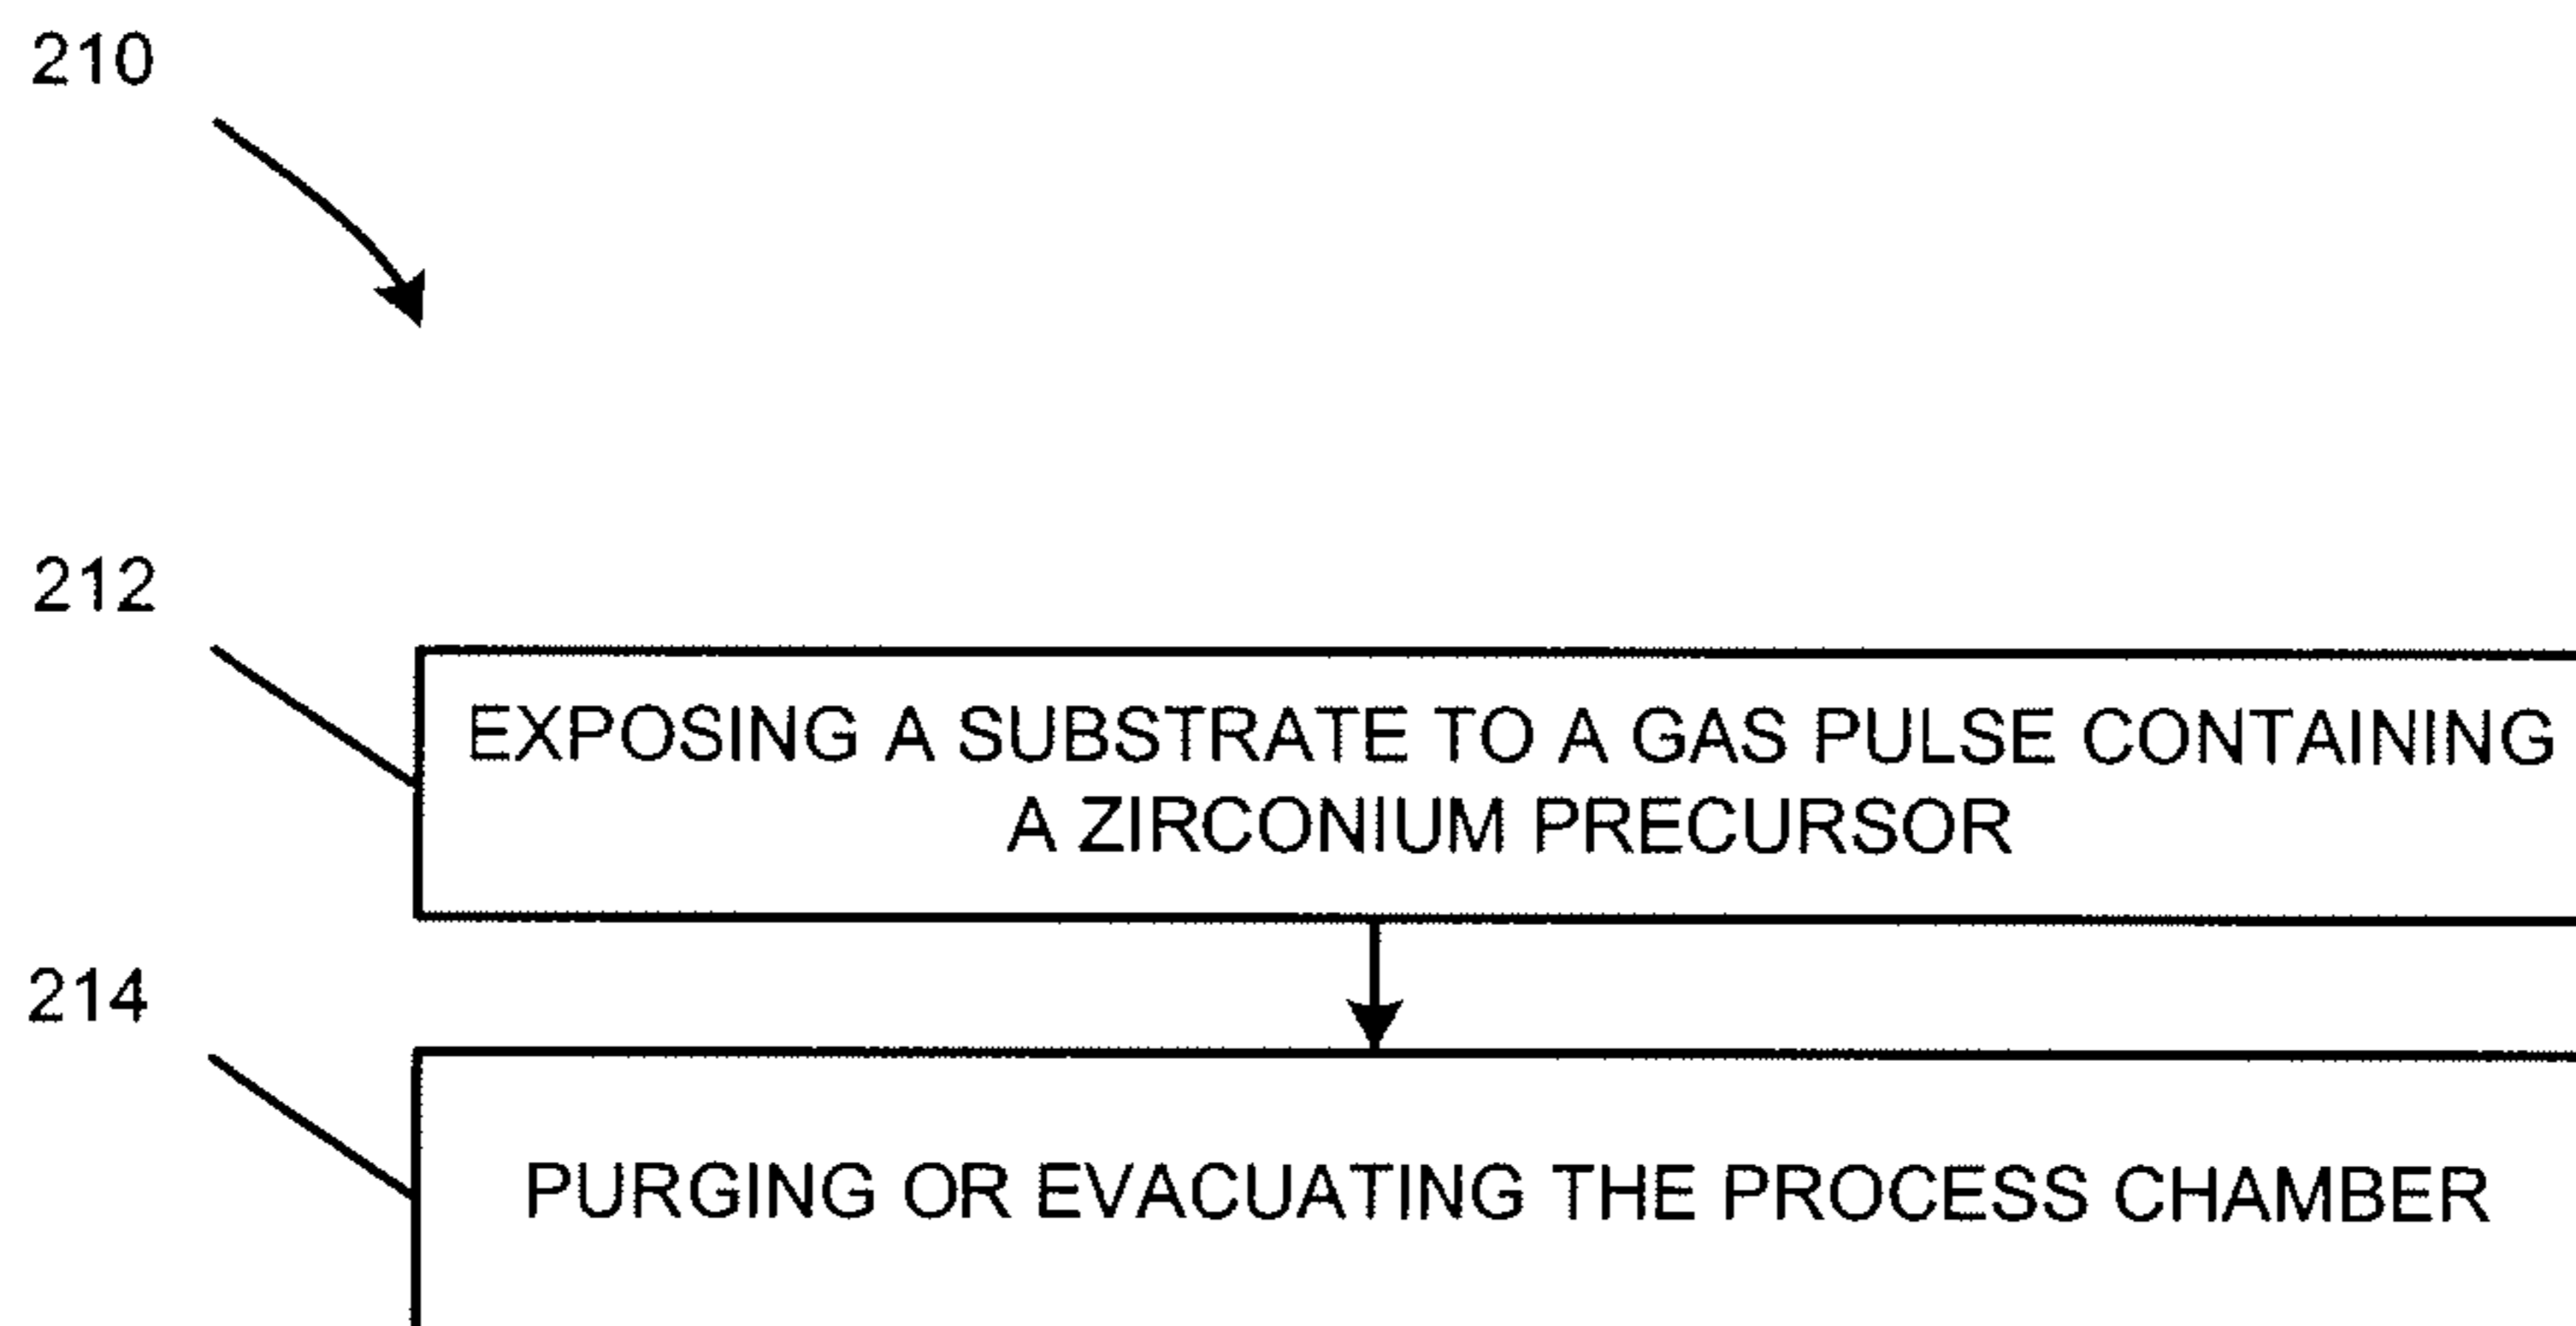 210
212
EXPOSING A SUBSTRATE TO A GAS PULSE CONTAINING
A ZIRCONIUM PRECURSOR
214
PURGING OR EVACUATING THE PROCESS CHAMBER